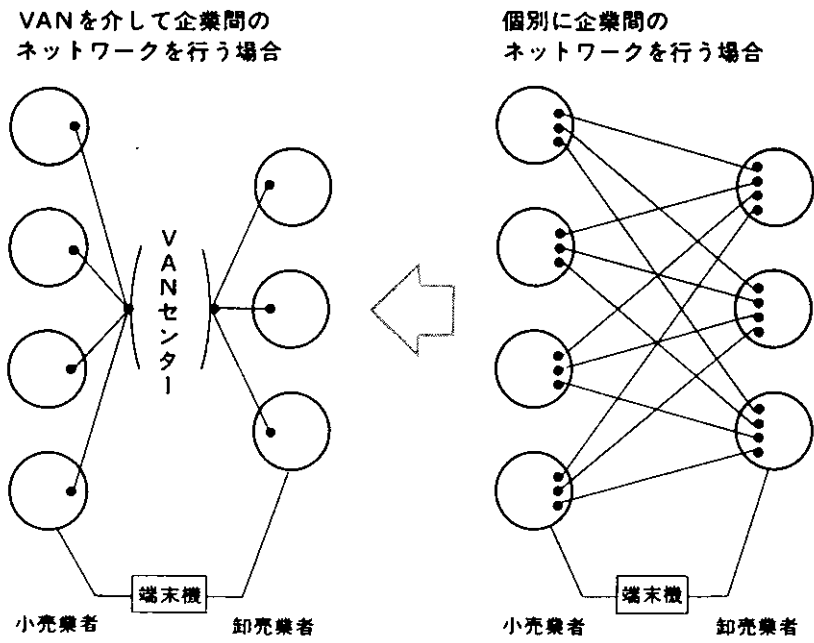 VANを介して企業間の
ネットワークを行う場合
VANセンター
端末機
小売業者
卸売業者
個別に企業間の
ネットワークを行う場合
端末機
小売業者
卸売業者